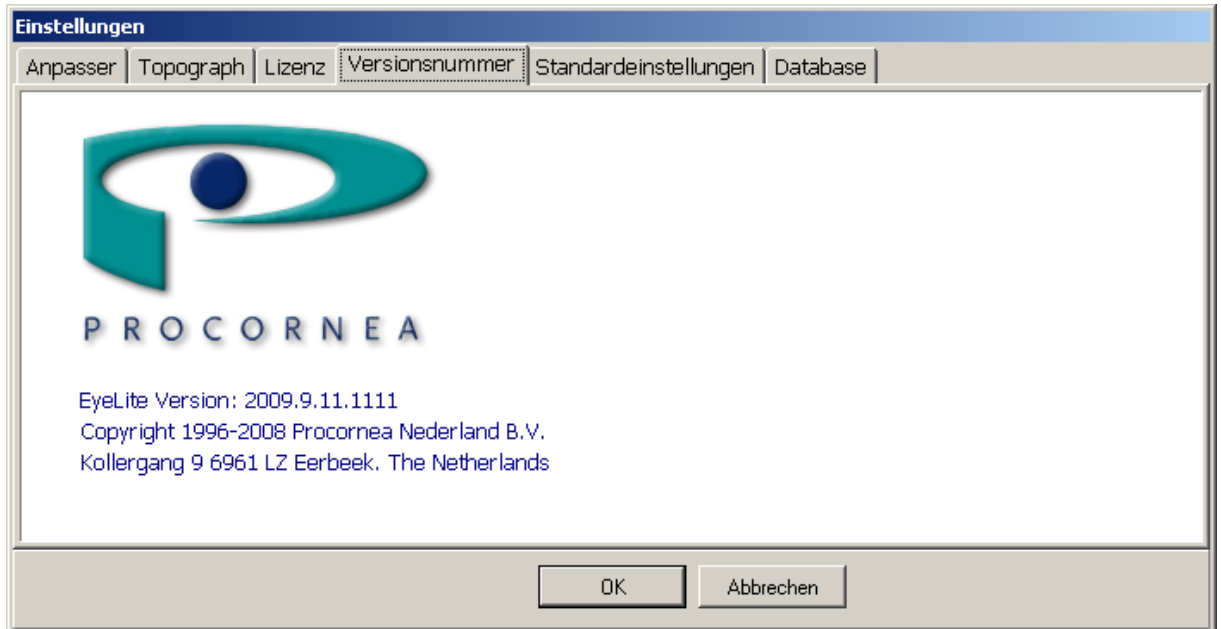 Einstellungen
Anpasser Topograph Lizenz Versionsnummer Standardeinstellungen Database
PROCORNEA
EyeLite Version: 2009.9.11.1111
Copyright 1996-2008 Procornea Nederland B.V.
Kollergang 9 6961 LZ Eerbeek. The Netherlands
OK Abbrechen